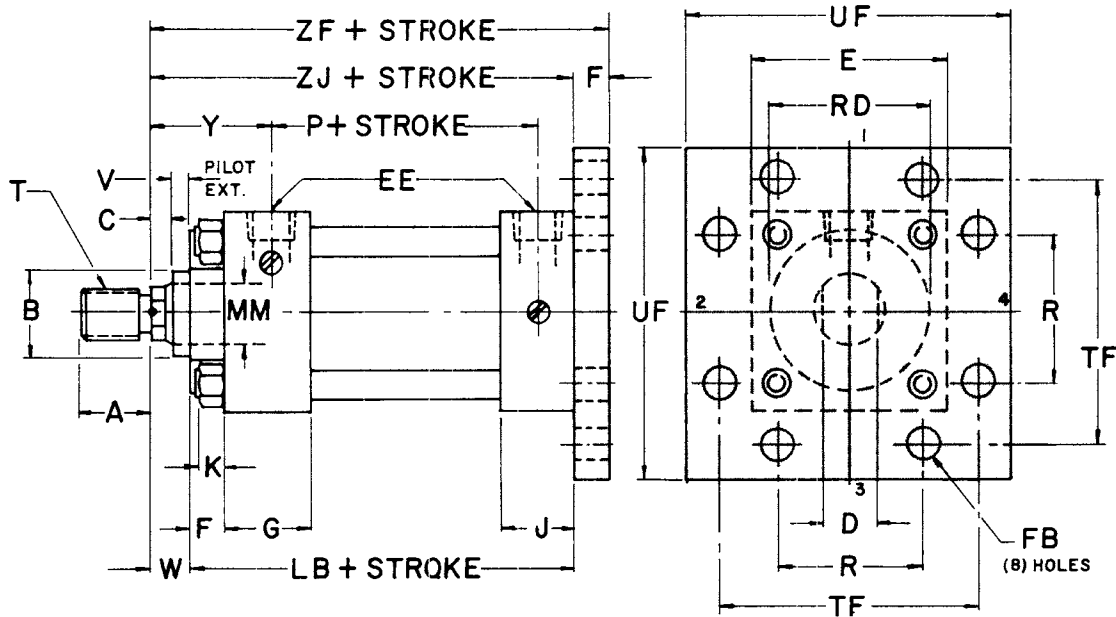 ZF + STROKE
UF
ZJ + STROKE
F
E
Y
P+ STROKE
RD
1
V
PILOT
EXT.
EE
T
C
B
MM
UF
2
4
R
TF
A
K
F
G
J
3
D
FB
(8) HOLES
W
LB + STROKE
R
TF